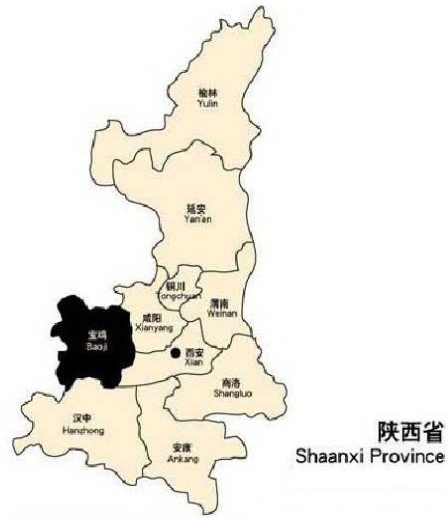 榆林
Yulin
延安
Yan'an
铜川
Tongchuan
渭南
Weinan
咸阳
Xianyang
宝鸡
Baoji
西安
Xian
商洛
Shangluo
汉中
Hanzhong
安康
Ankang
陕西省
Shaanxi Province